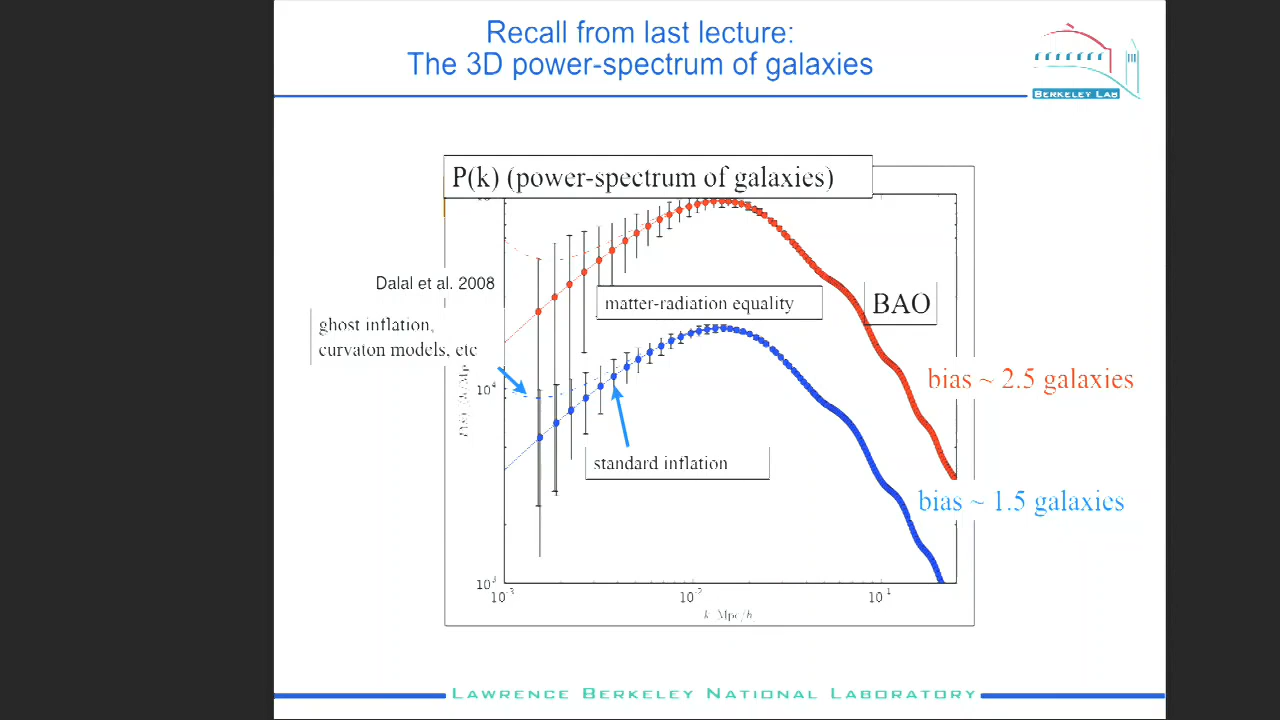 Recall from last lecture:
The 3D power-spectrum of galaxies
BERKELEY LAB
P(k) (power-spectrum of galaxies)
Dalal et al. 2008
ghost inflation,
curvaton models, etc
matter-radiation equality
BAO
bias ~ 2.5 galaxies
10⁴
standard inflation
bias ~ 1.5 galaxies
10³
10⁻³ 10⁻² 10⁻¹
k Mpc/h
LAWRENCE BERKELEY NATIONAL LABORATORY